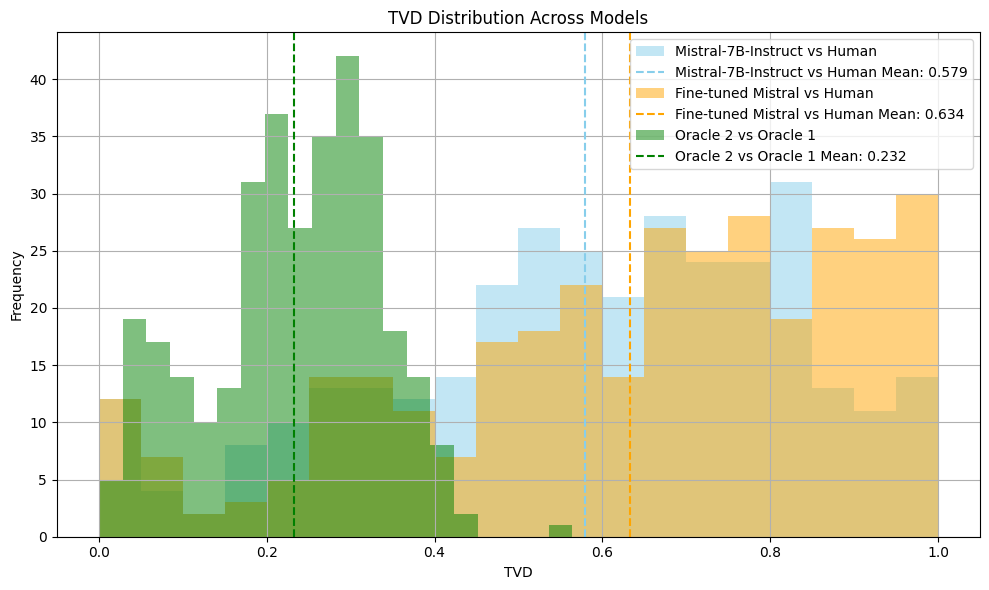 TVD Distribution Across Models
Mistral-7B-Instruct vs Human
Mistral-7B-Instruct vs Human Mean: 0.579
Fine-tuned Mistral vs Human
Fine-tuned Mistral vs Human Mean: 0.634
Oracle 2 vs Oracle 1
Oracle 2 vs Oracle 1 Mean: 0.232
Frequency
40
35
30
25
20
15
10
5
0
0.0 0.2 0.4 0.6 0.8 1.0
TVD